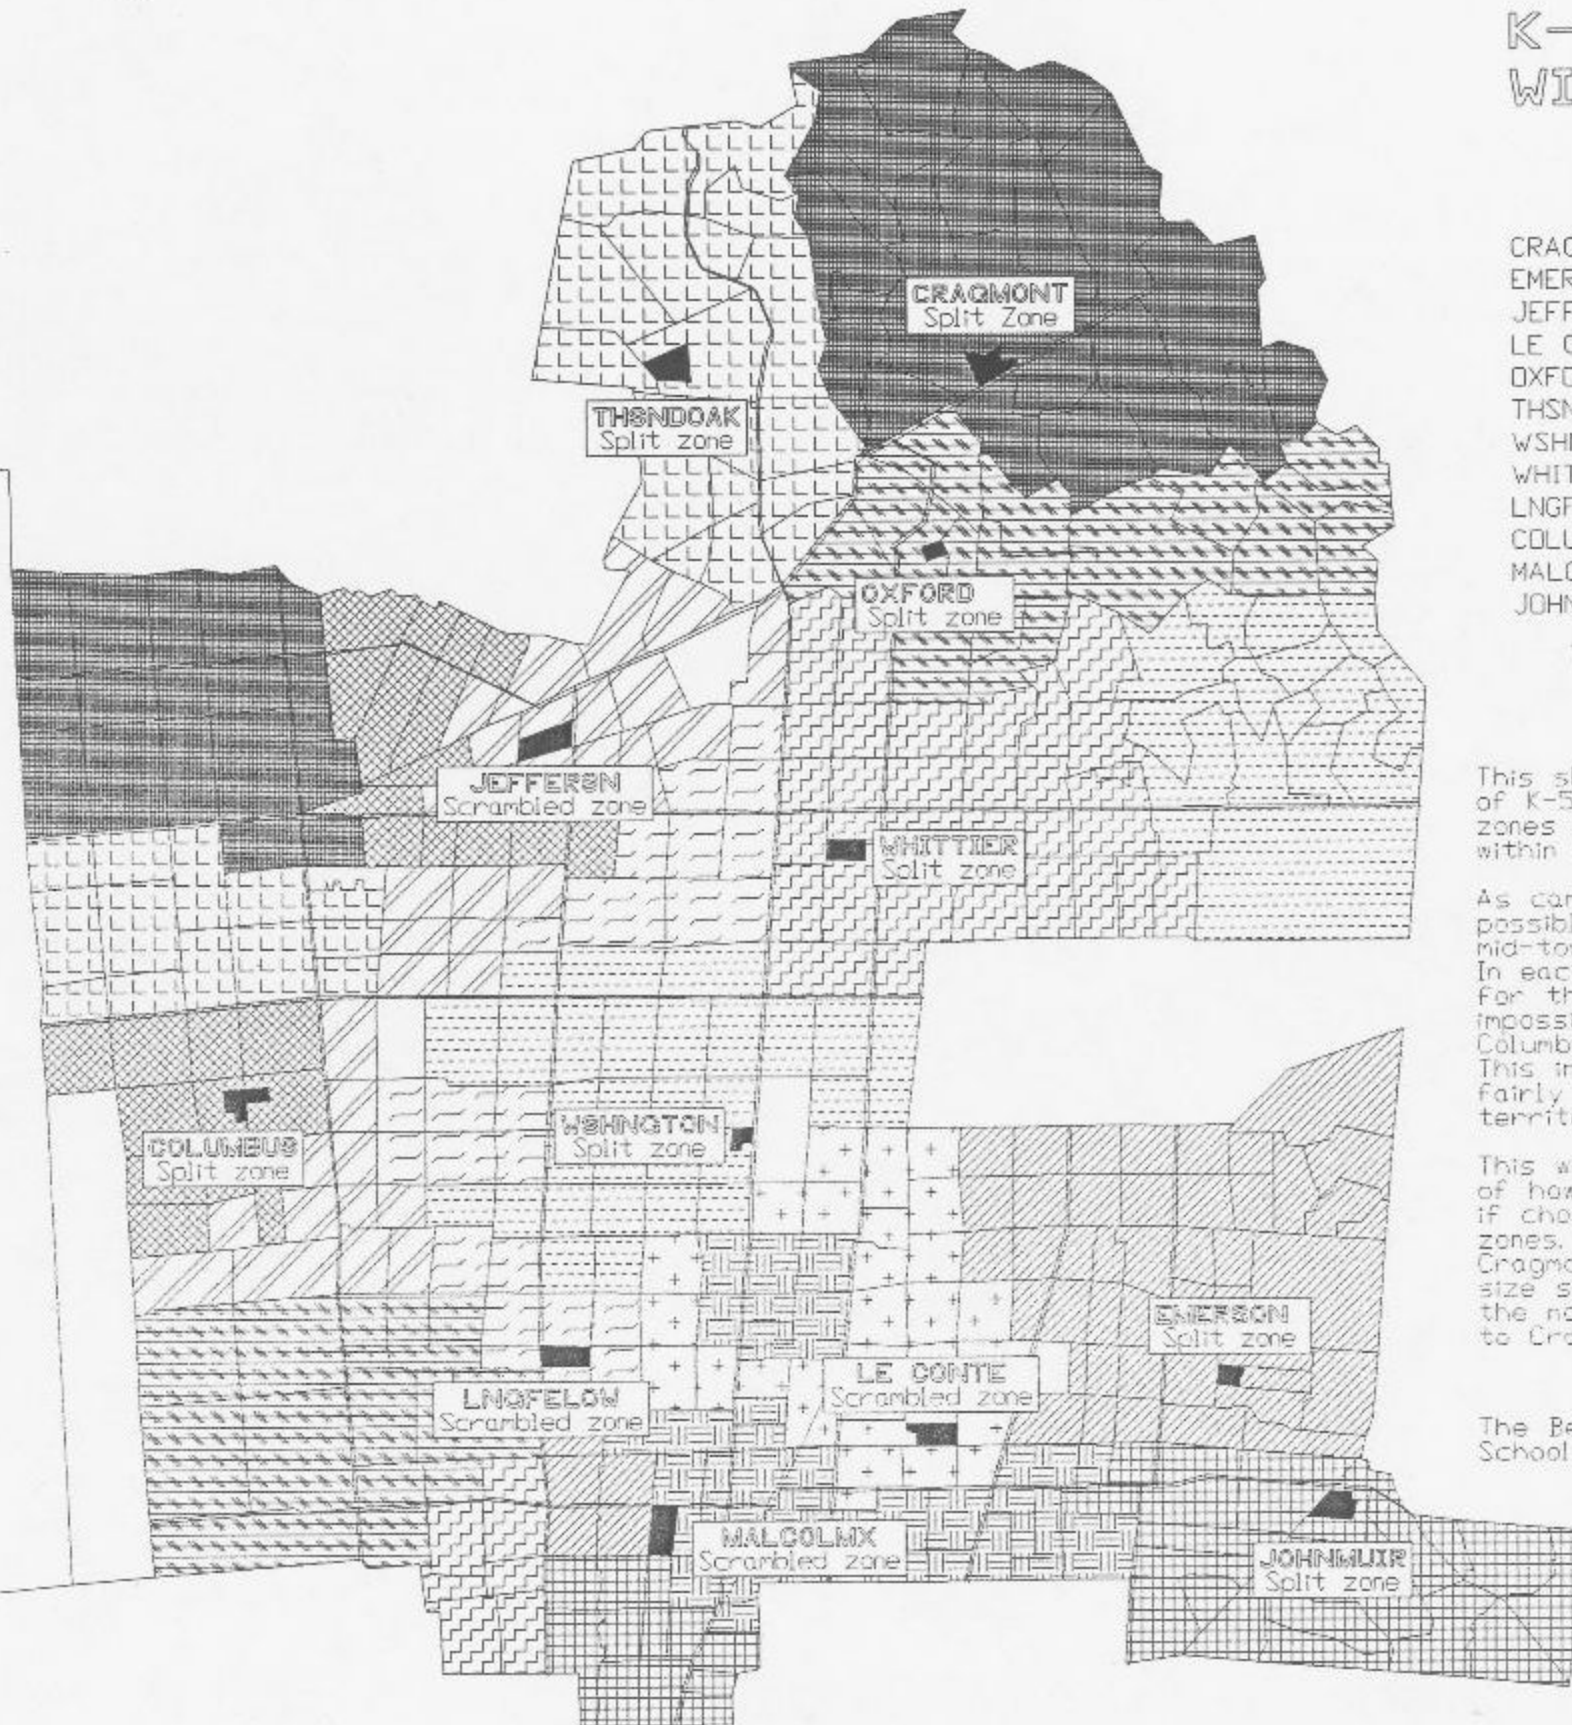 K-
WI
CRAGMONT
Split Zone
CRAG
EMER
JEFF
LE C
OXFO
THSN
WSHN
WHIT
LNGF
COLU
MALC
JOHN
THSNDOAK
Split zone
OXFORD
Split zone
JEFFERSN
Scrambled zone
WHITTIER
Split zone
This s
of K-5
zones
within
As can
possibl
mid-tow
In eac
for th
impossi
Columb
This in
fairly
territ
WSHNGTON
Split zone
COLUMBUS
Split zone
This w
of how
if cho
zones.
Cragmo
size s
the no
to Cra
EMERSON
Split zone
LE CONTE
Scrambled zone
LNGFELOW
Scrambled zone
The Be
School
MALCOLMX
Scrambled zone
JOHNMUIR
Split zone